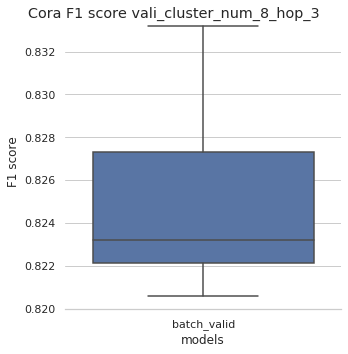 Cora F1 score vali_cluster_num_8_hop_3
0.832
0.830
0.828
0.826
0.824
0.822
0.820
F1 score
batch_valid
models